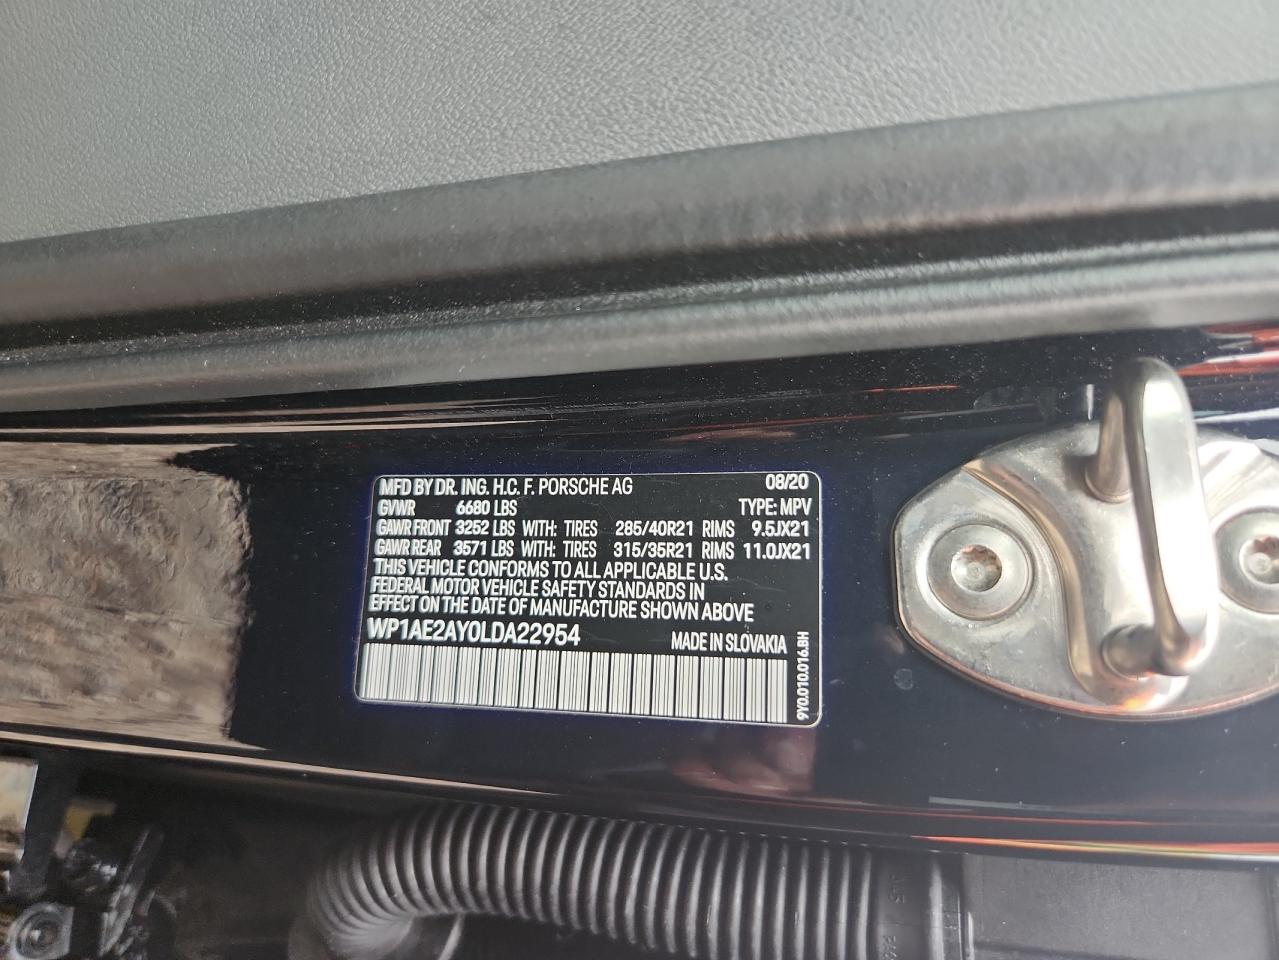 MFD BY DR. ING. H.C. F. PORSCHE AG 08/20
GVWR 6680 LBS TYPE: MPV
GAWR FRONT 3252 LBS WITH: TIRES 285/40R21 RIMS 9.5JX21
GAWR REAR 3571 LBS WITH: TIRES 315/35R21 RIMS 11.0JX21
THIS VEHICLE CONFORMS TO ALL APPLICABLE U.S.
FEDERAL MOTOR VEHICLE SAFETY STANDARDS IN
EFFECT ON THE DATE OF MANUFACTURE SHOWN ABOVE
WP1AE2AY0LDA22954 MADE IN SLOVAKIA
9Y0.010.016.BH